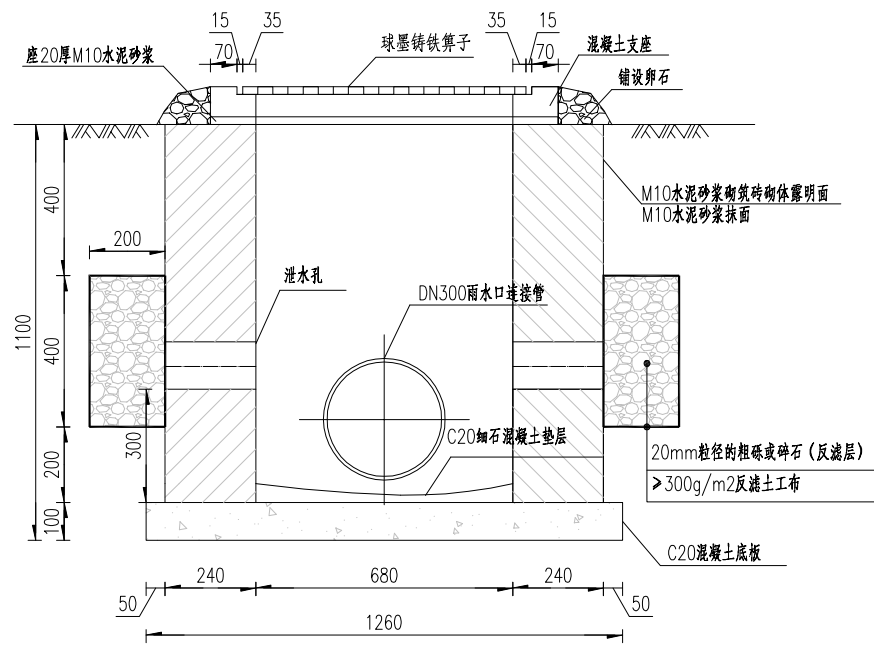 15
35
35
15
70
70
球墨铸铁箅子
混凝土支座
座20厚M10水泥砂浆
铺设卵石
400
M10水泥砂浆砌筑砖砌体露明面
M10水泥砂浆抹面
200
泄水孔
DN300雨水口连接管
1100
400
300
C20细石混凝土垫层
20mm粒径的粗砾或碎石（反滤层）
≥300g/m2反滤土工布
200
100
C20混凝土底板
240
680
240
50
50
1260